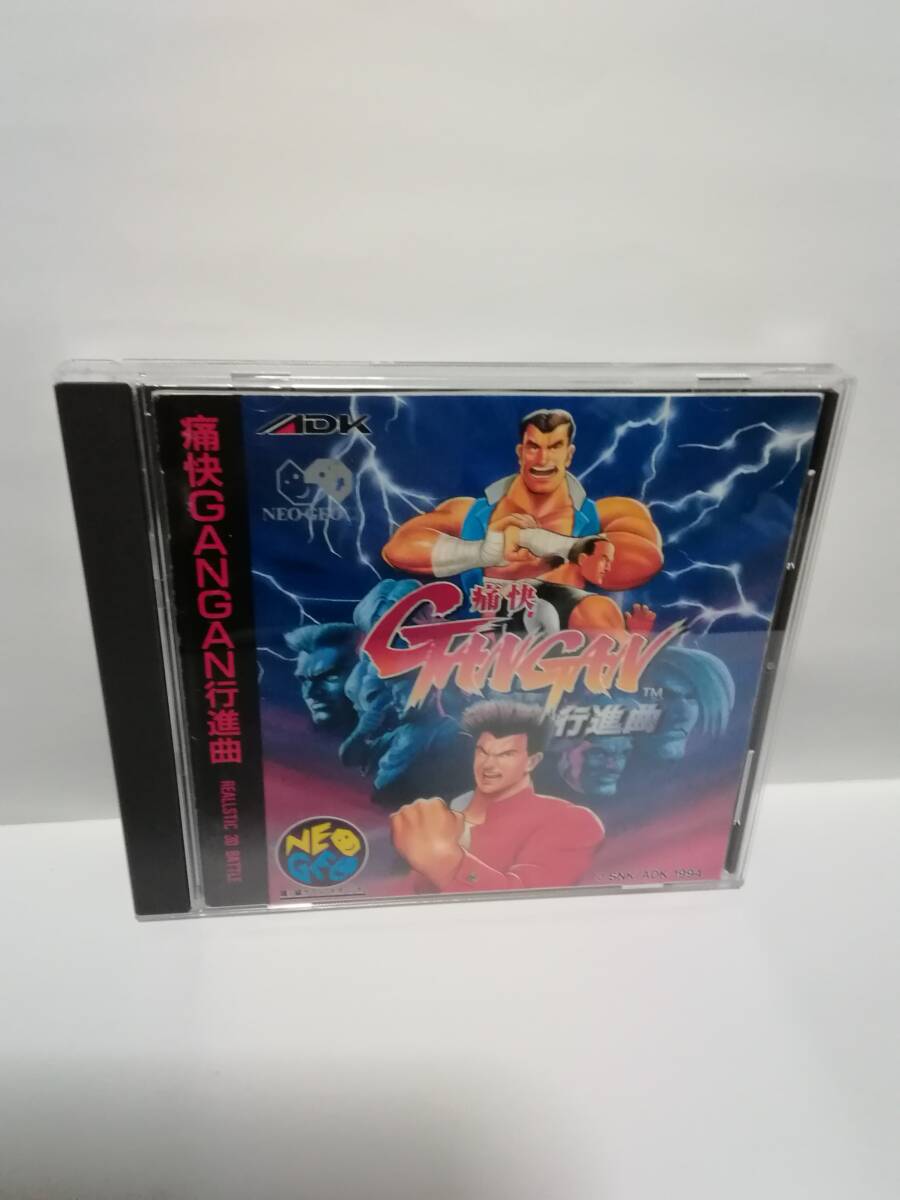 痛快GANGAN行進曲
REALISTIC 3D BATTLE
ADK
NEO·GEO
痛快
GANGAN
TM
行進曲
NEO
GEO
© SNK/ADK 1994